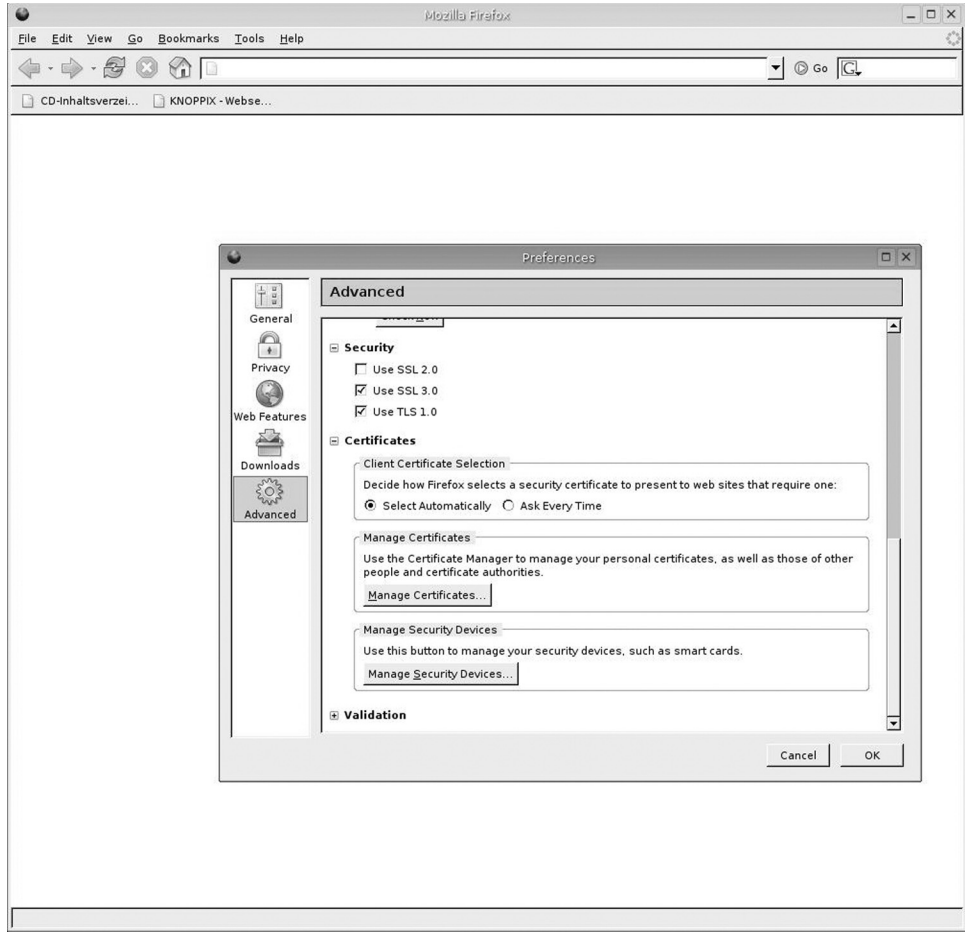 Mozilla Firefox
File Edit View Go Bookmarks Tools Help
Go G
CD-Inhaltsverzei... KNOPPIX - Webse...
Preferences
General
Privacy
Web Features
Downloads
Advanced
Advanced
Security
Use SSL 2.0
Use SSL 3.0
Use TLS 1.0
Certificates
Client Certificate Selection
Decide how Firefox selects a security certificate to present to web sites that require one:
Select Automatically Ask Every Time
Manage Certificates
Use the Certificate Manager to manage your personal certificates, as well as those of other
people and certificate authorities.
Manage Certificates...
Manage Security Devices
Use this button to manage your security devices, such as smart cards.
Manage Security Devices...
Validation
Cancel OK